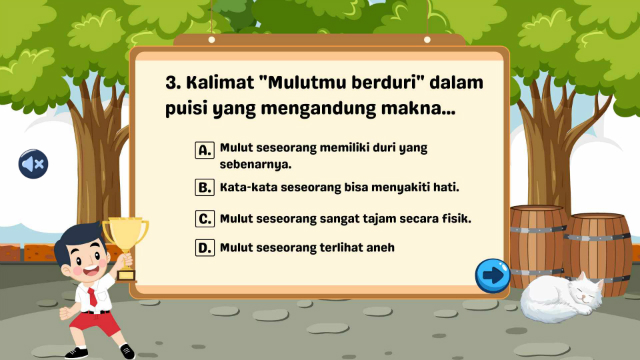 3. Kalimat "Mulutmu berduri" dalam
puisi yang mengandung makna...
A. Mulut seseorang memiliki duri yang
sebenarnya.
B. Kata-kata seseorang bisa menyakiti hati.
C. Mulut seseorang sangat tajam secara fisik.
D. Mulut seseorang terlihat aneh